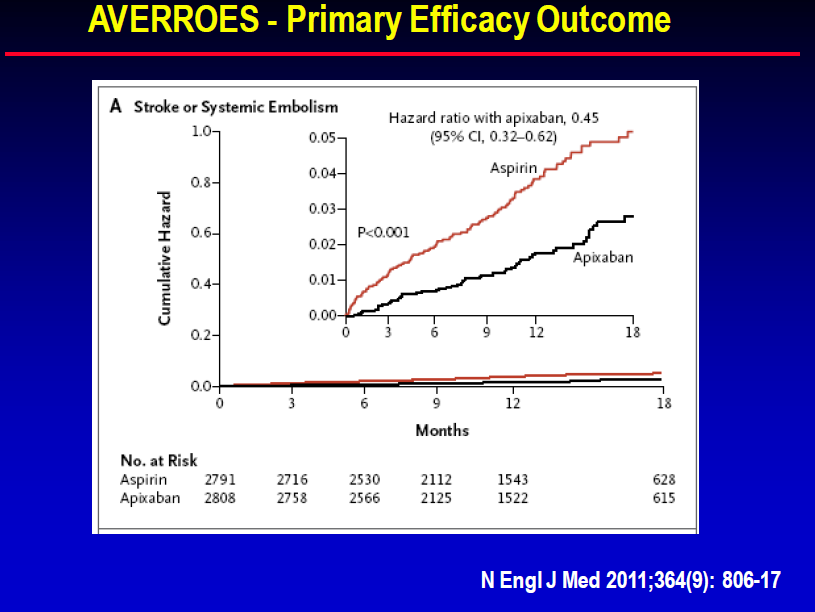 AVERROES - Primary Efficacy Outcome
A Stroke or Systemic Embolism
Hazard ratio with apixaban, 0.45
(95% CI, 0.32–0.62)
Cumulative Hazard
1.0
0.8
0.6
0.4
0.2
0.0
0.05
0.04
0.03
0.02
0.01
0.00
Aspirin
P<0.001
Apixaban
0 3 6 9 12 18
0 3 6 9 12 18
Months
No. at Risk
Aspirin 2791 2716 2530 2112 1543 628
Apixaban 2808 2758 2566 2125 1522 615
N Engl J Med 2011;364(9): 806-17